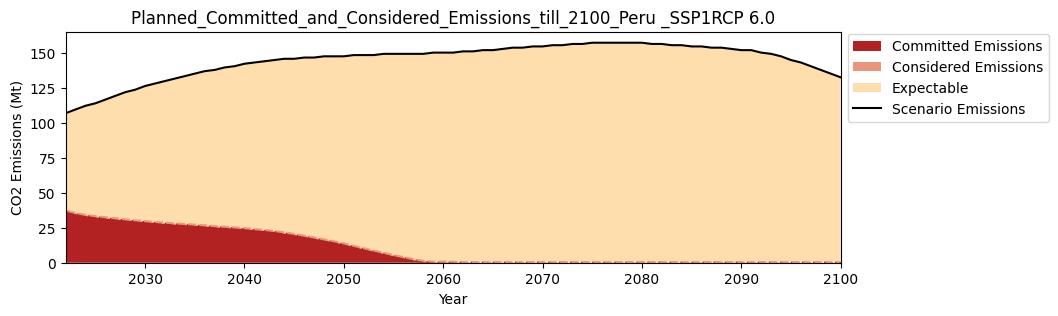 Planned_Committed_and_Considered_Emissions_till_2100_Peru _SSP1RCP 6.0
CO2 Emissions (Mt)
150
125
100
75
50
25
0
2030 2040 2050 2060 2070 2080 2090 2100
Year
Committed Emissions
Considered Emissions
Expectable
Scenario Emissions